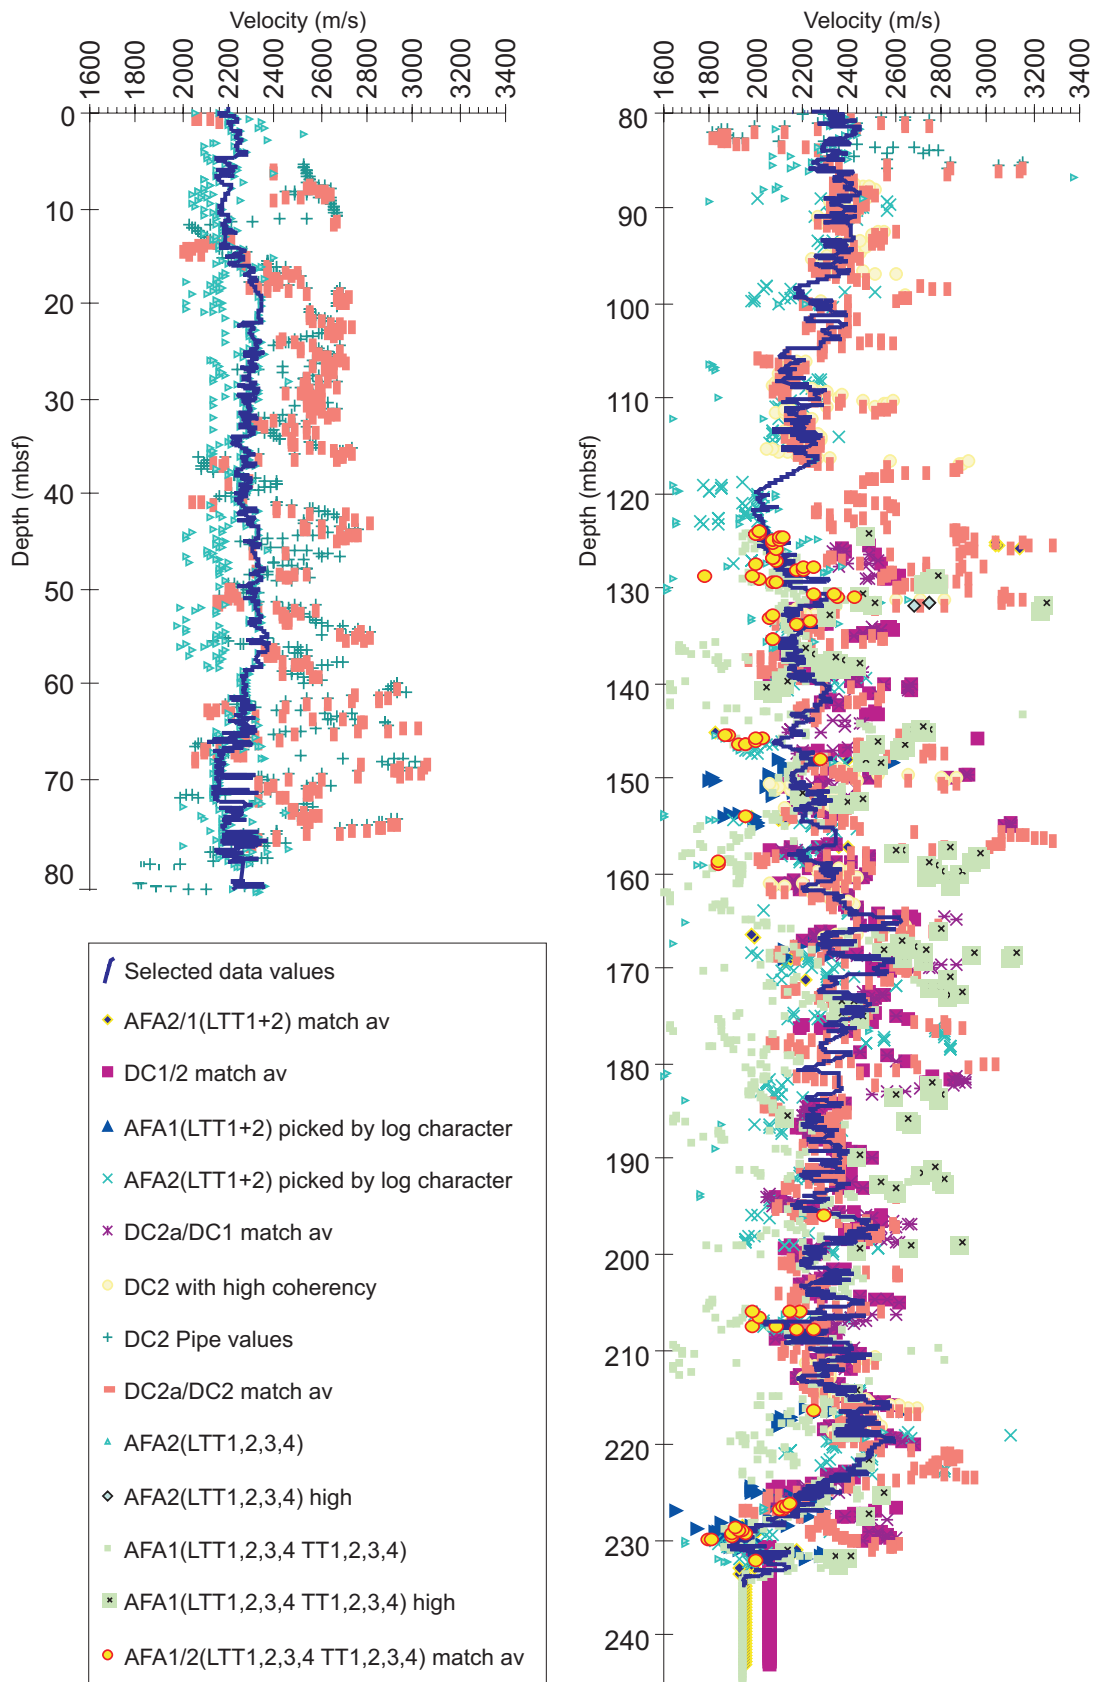 Velocity (m/s)
1600 1800 2000 2200 2400 2600 2800 3000 3200 3400
0
10
20
30
40
50
60
70
80
Depth (mbsf)
Velocity (m/s)
1600 1800 2000 2200 2400 2600 2800 3000 3200 3400
80
90
100
110
120
130
140
150
160
170
180
190
200
210
220
230
240
Depth (mbsf)
Selected data values
AFA2/1(LTT1+2) match av
DC1/2 match av
AFA1(LTT1+2) picked by log character
AFA2(LTT1+2) picked by log character
DC2a/DC1 match av
DC2 with high coherency
DC2 Pipe values
DC2a/DC2 match av
AFA2(LTT1,2,3,4)
AFA2(LTT1,2,3,4) high
AFA1(LTT1,2,3,4 TT1,2,3,4)
AFA1(LTT1,2,3,4 TT1,2,3,4) high
AFA1/2(LTT1,2,3,4 TT1,2,3,4) match av